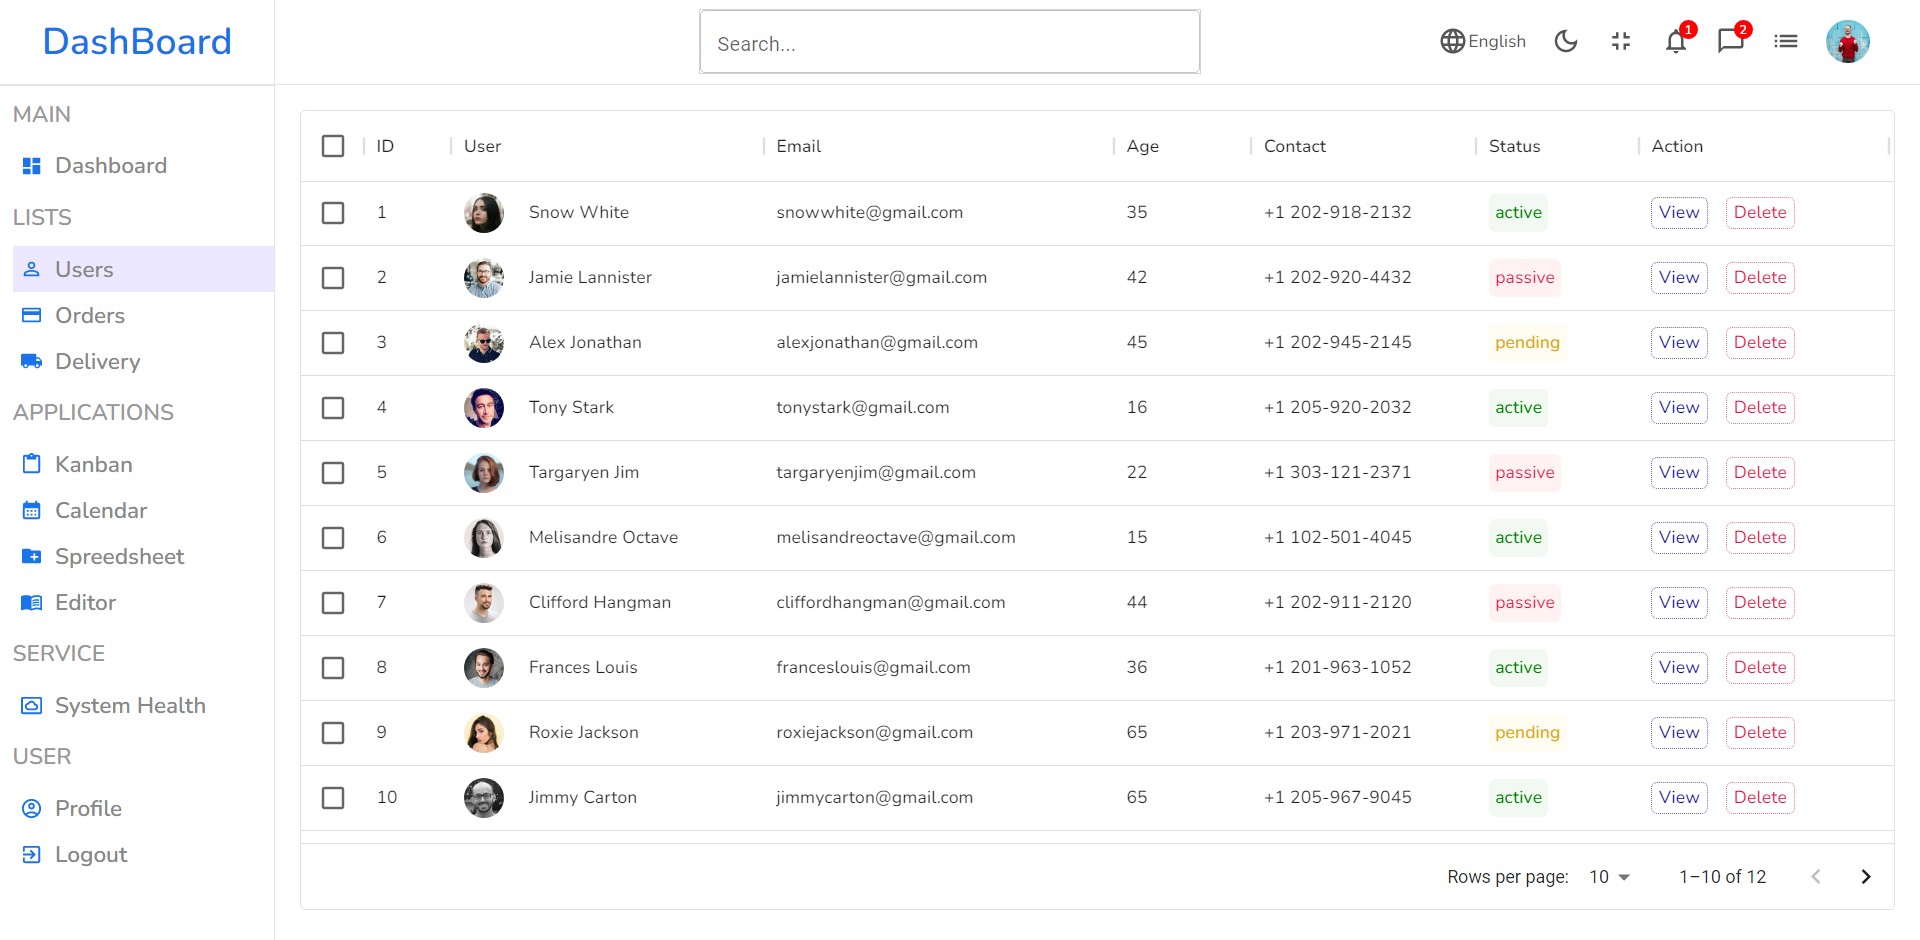 DashBoard
Search...
English
1
2
MAIN
Dashboard
LISTS
Users
Orders
Delivery
APPLICATIONS
Kanban
Calendar
Spreedsheet
Editor
SERVICE
System Health
USER
Profile
Logout
ID User Email Age Contact Status Action
1 Snow White snowwhite@gmail.com 35 +1 202-918-2132 active View Delete
2 Jamie Lannister jamielannister@gmail.com 42 +1 202-920-4432 passive View Delete
3 Alex Jonathan alexjonathan@gmail.com 45 +1 202-945-2145 pending View Delete
4 Tony Stark tonystark@gmail.com 16 +1 205-920-2032 active View Delete
5 Targaryen Jim targaryenjim@gmail.com 22 +1 303-121-2371 passive View Delete
6 Melisandre Octave melisandreoctave@gmail.com 15 +1 102-501-4045 active View Delete
7 Clifford Hangman cliffordhangman@gmail.com 44 +1 202-911-2120 passive View Delete
8 Frances Louis franceslouis@gmail.com 36 +1 201-963-1052 active View Delete
9 Roxie Jackson roxiejackson@gmail.com 65 +1 203-971-2021 pending View Delete
10 Jimmy Carton jimmycarton@gmail.com 65 +1 205-967-9045 active View Delete
Rows per page: 10 1–10 of 12